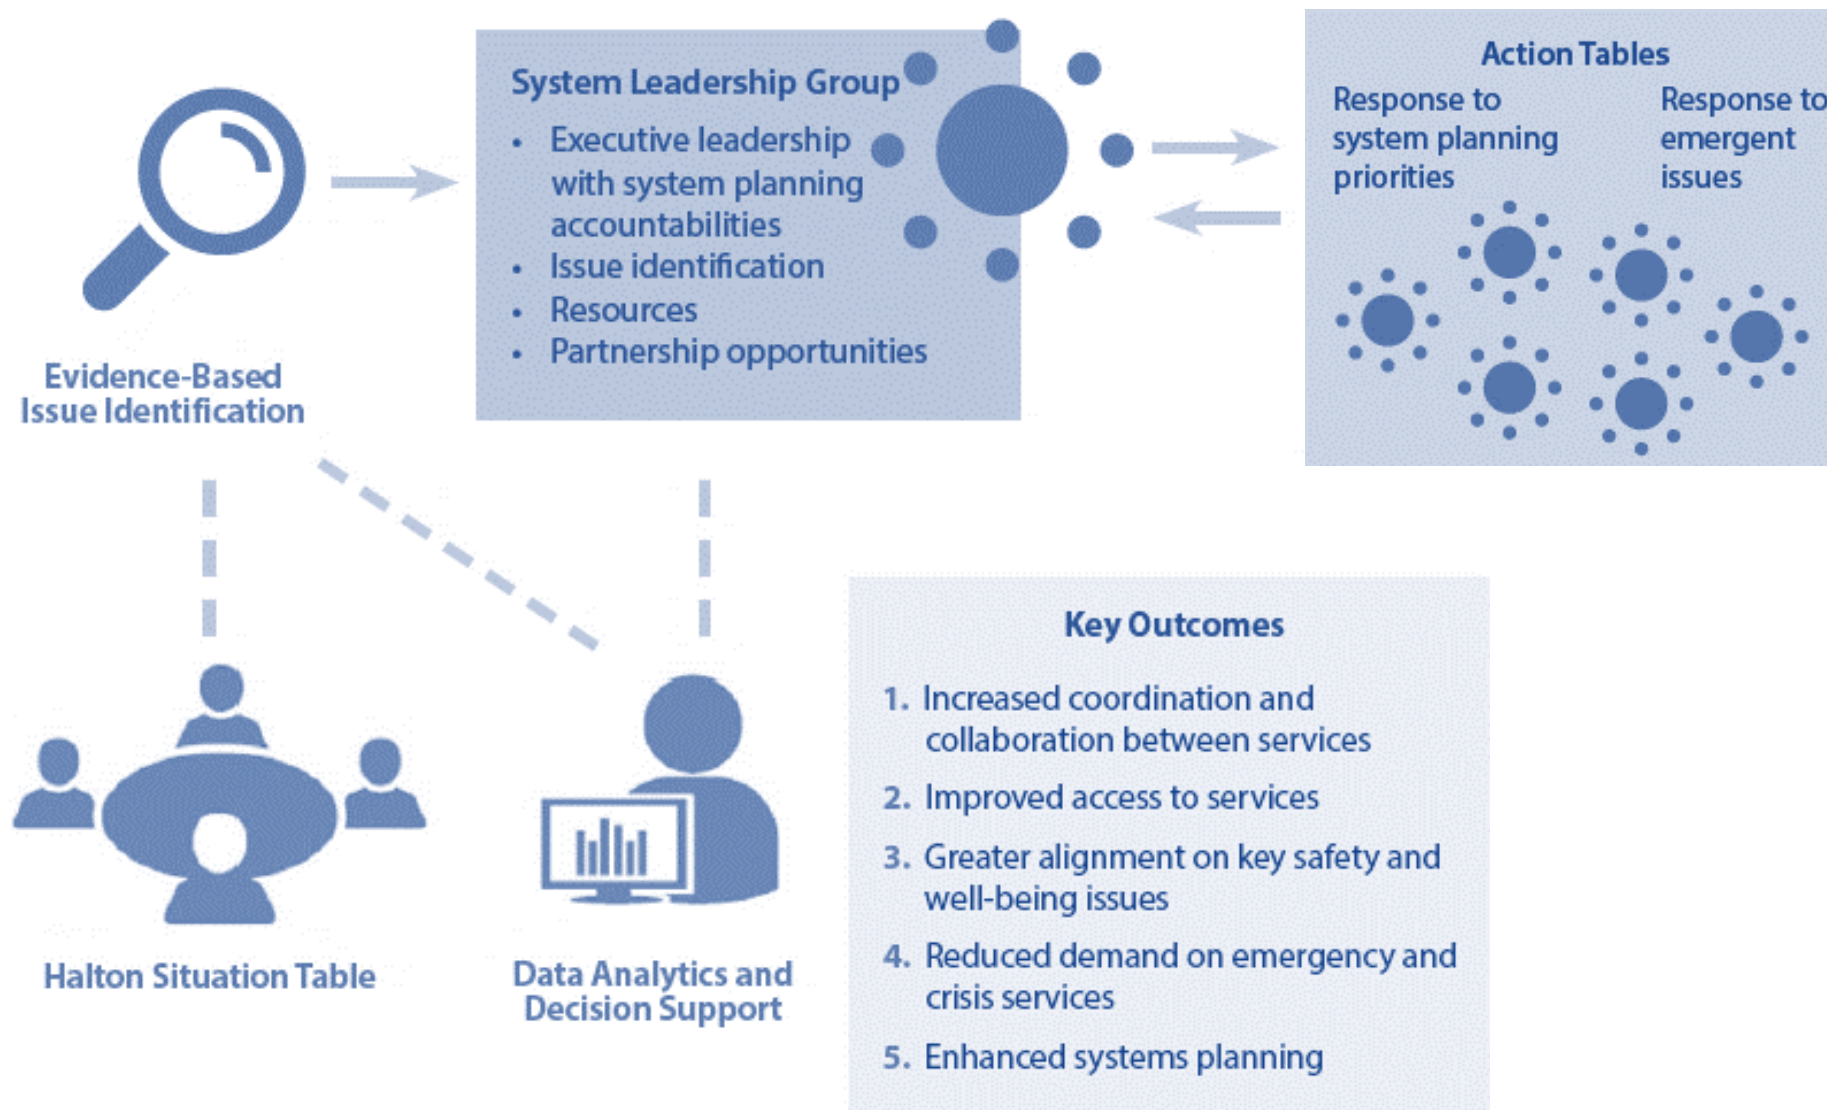 System Leadership Group
• Executive leadership
with system planning
accountabilities
• Issue identification
• Resources
• Partnership opportunities
Action Tables
Response to
system planning
priorities
Response to
emergent
issues
Evidence-Based
Issue Identification
Halton Situation Table
Data Analytics and
Decision Support
Key Outcomes
1. Increased coordination and
collaboration between services
2. Improved access to services
3. Greater alignment on key safety and
well-being issues
4. Reduced demand on emergency and
crisis services
5. Enhanced systems planning